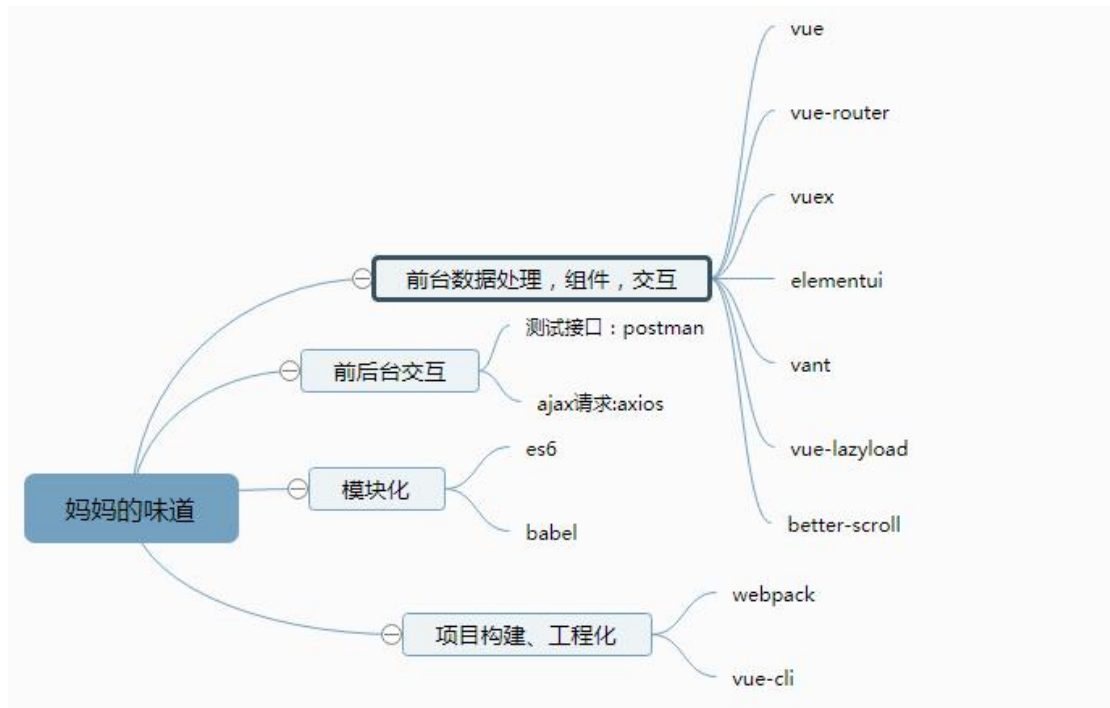 vue
vue-router
vuex
前台数据处理，组件，交互
elementui
测试接口：postman
前后台交互
vant
ajax请求:axios
es6
vue-lazyload
模块化
妈妈的味道
better-scroll
babel
webpack
项目构建、工程化
vue-cli